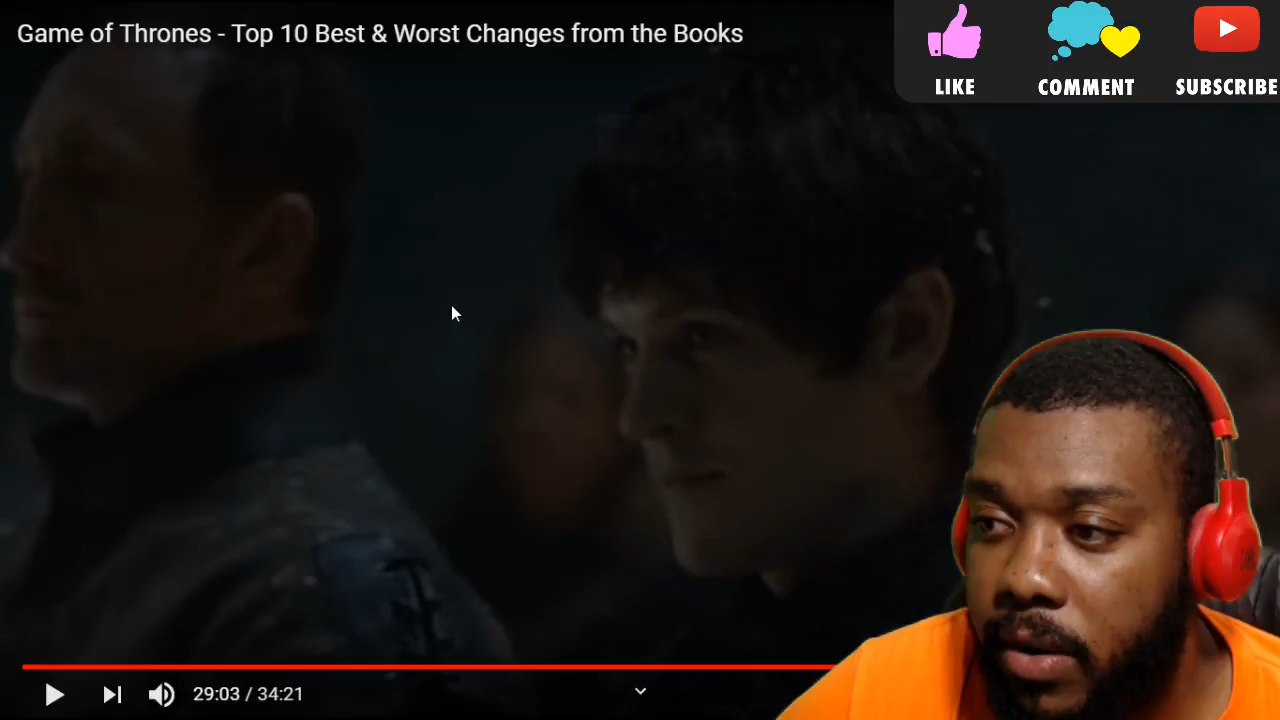 Game of Thrones - Top 10 Best & Worst Changes from the Books
LIKE
COMMENT
SUBSCRIBE
29:03 / 34:21